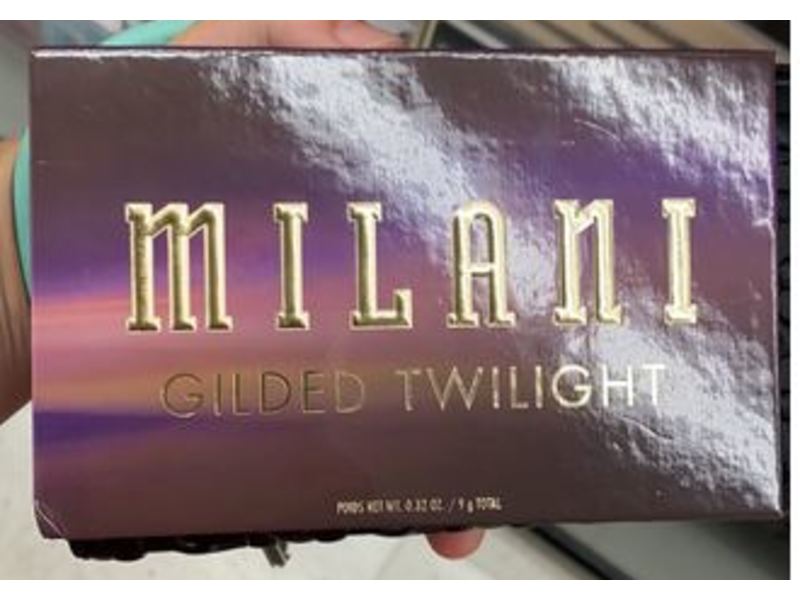 MILANI
GILDED TWILIGHT
POIDS NET WT. 0.32 OZ. / 9 g TOTAL